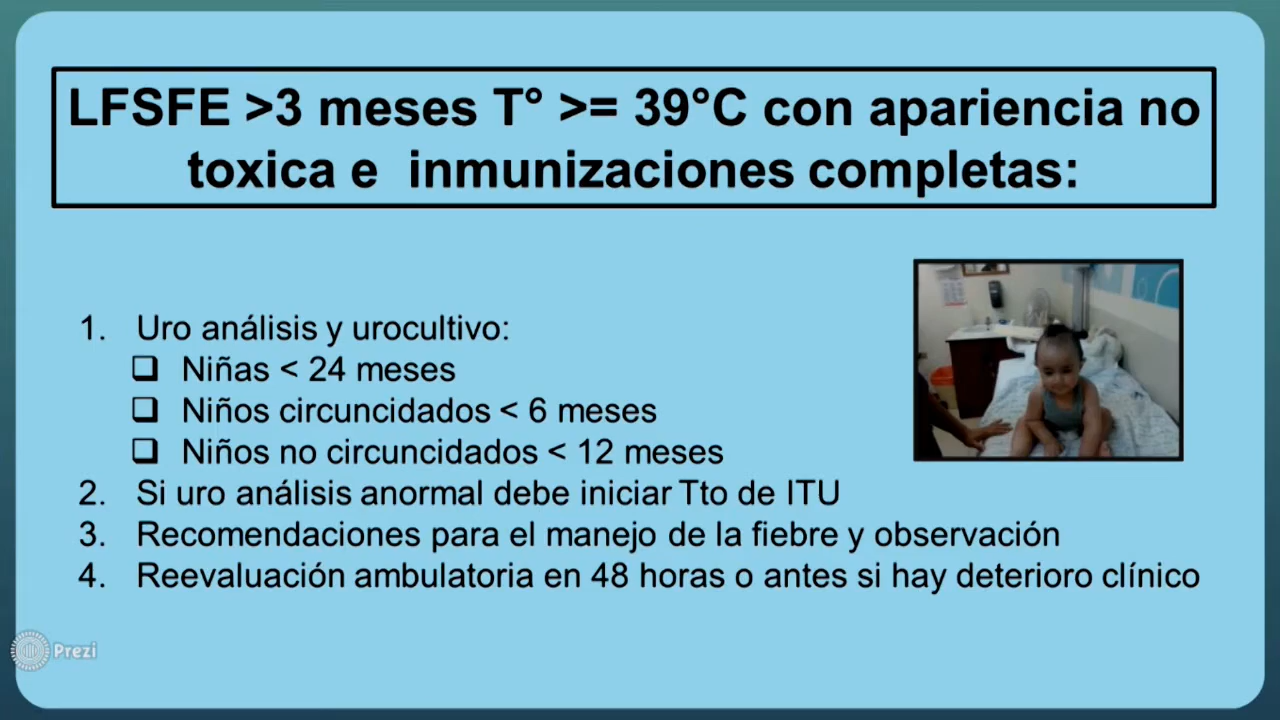 LFSFE >3 meses T° >= 39°C con apariencia no
toxica e inmunizaciones completas:
1. Uro análisis y urocultivo:
❑ Niñas < 24 meses
❑ Niños circuncidados < 6 meses
❑ Niños no circuncidados < 12 meses
2. Si uro análisis anormal debe iniciar Tto de ITU
3. Recomendaciones para el manejo de la fiebre y observación
4. Reevaluación ambulatoria en 48 horas o antes si hay deterioro clínico
Prezi